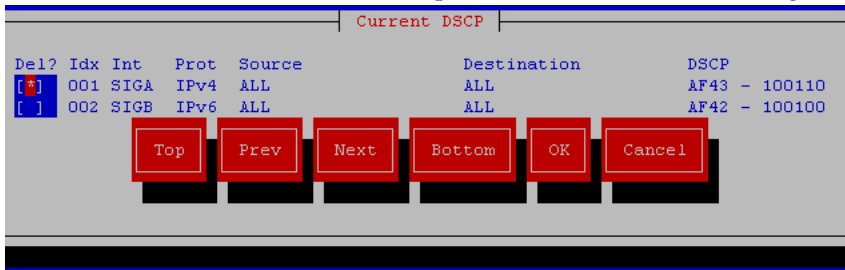 Current DSCP
Del? Idx Int Prot Source Destination DSCP
[*] 001 SIGA IPv4 ALL ALL AF43 - 100110
[ ] 002 SIGB IPv6 ALL ALL AF42 - 100100
Top Prev Next Bottom OK Cancel